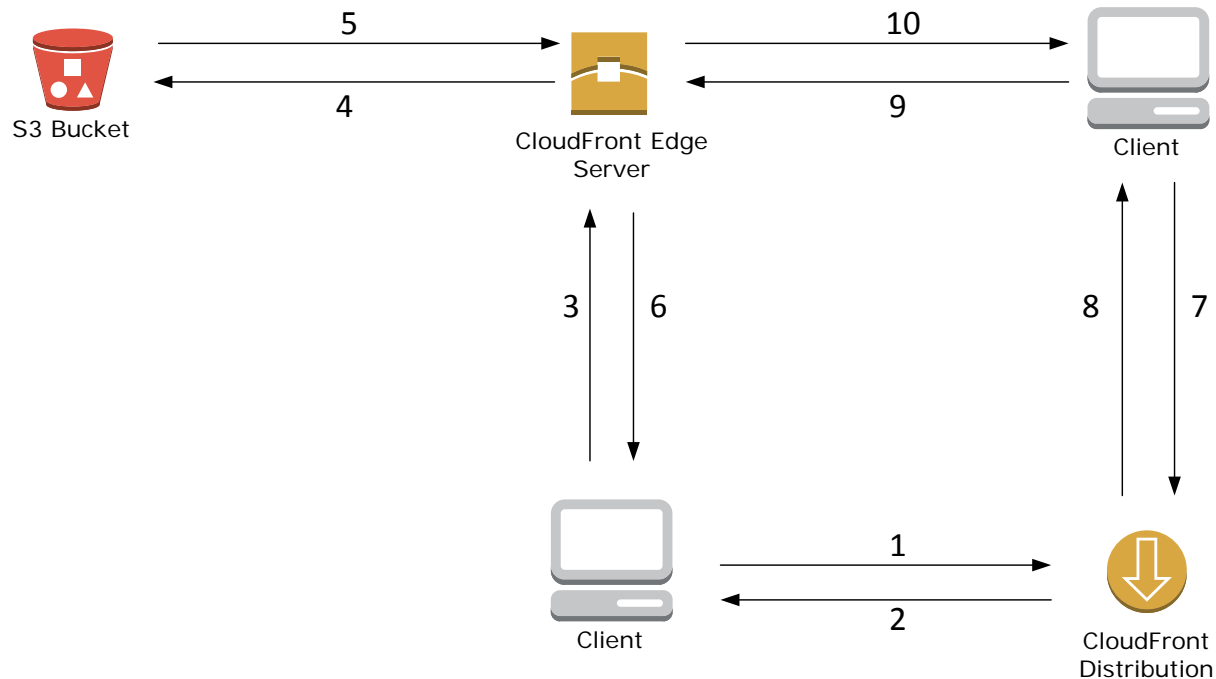 5
10
4
9
S3 Bucket
CloudFront Edge
Server
Client
3
6
8
7
1
2
Client
CloudFront
Distribution